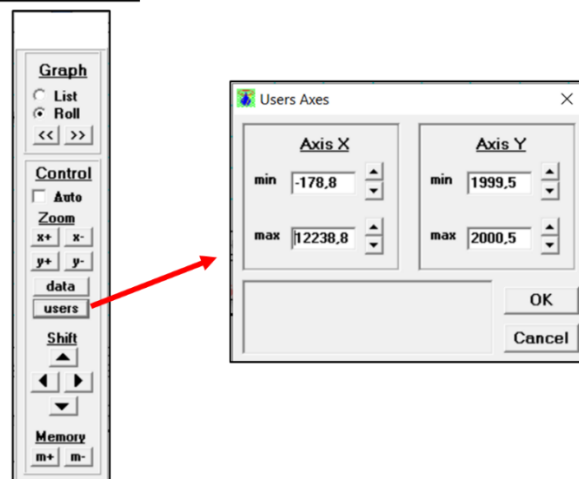 Graph
List
Roll
<< >>
Control
Auto
Zoom
x+ x-
y+ y-
data
users
Shift
Memory
m+ m-
Users Axes
Axis X
min -178,8
max 12238,8
Axis Y
min 1999,5
max 2000,5
OK
Cancel